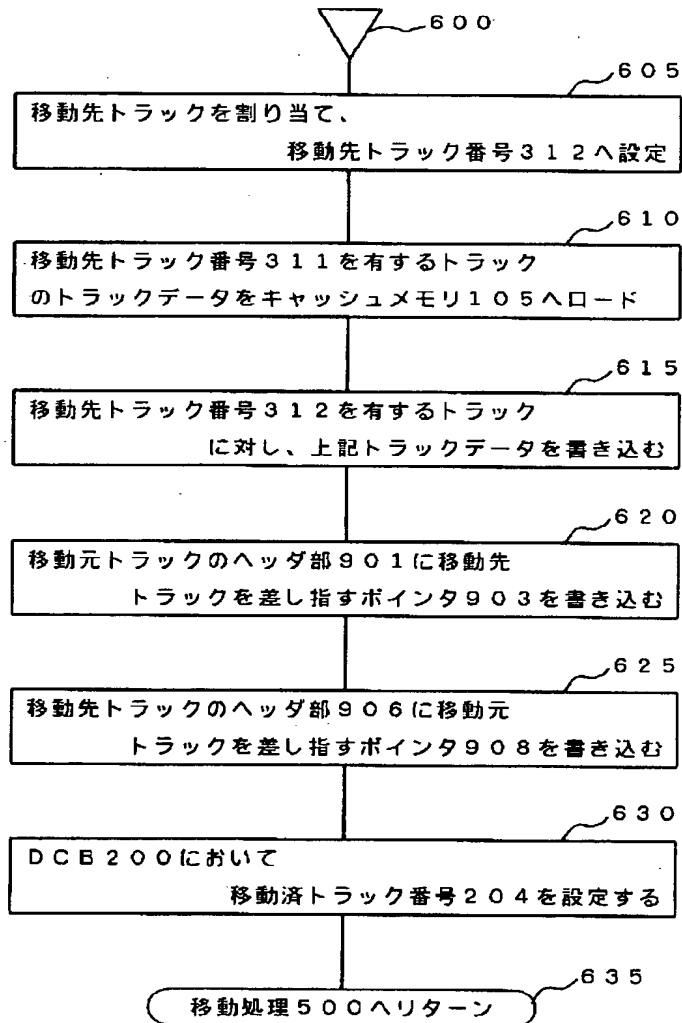 600
605
移動先トラックを割り当て、
移動先トラック番号312へ設定
610
移動先トラック番号311を有するトラック
のトラックデータをキャッシュメモリ105へロード
615
移動先トラック番号312を有するトラック
に対し、上記トラックデータを書き込む
620
移動元トラックのヘッダ部901に移動先
トラックを差し指すポインタ903を書き込む
625
移動先トラックのヘッダ部906に移動元
トラックを差し指すポインタ908を書き込む
630
DCB200において
移動済トラック番号204を設定する
635
移動処理500へリターン